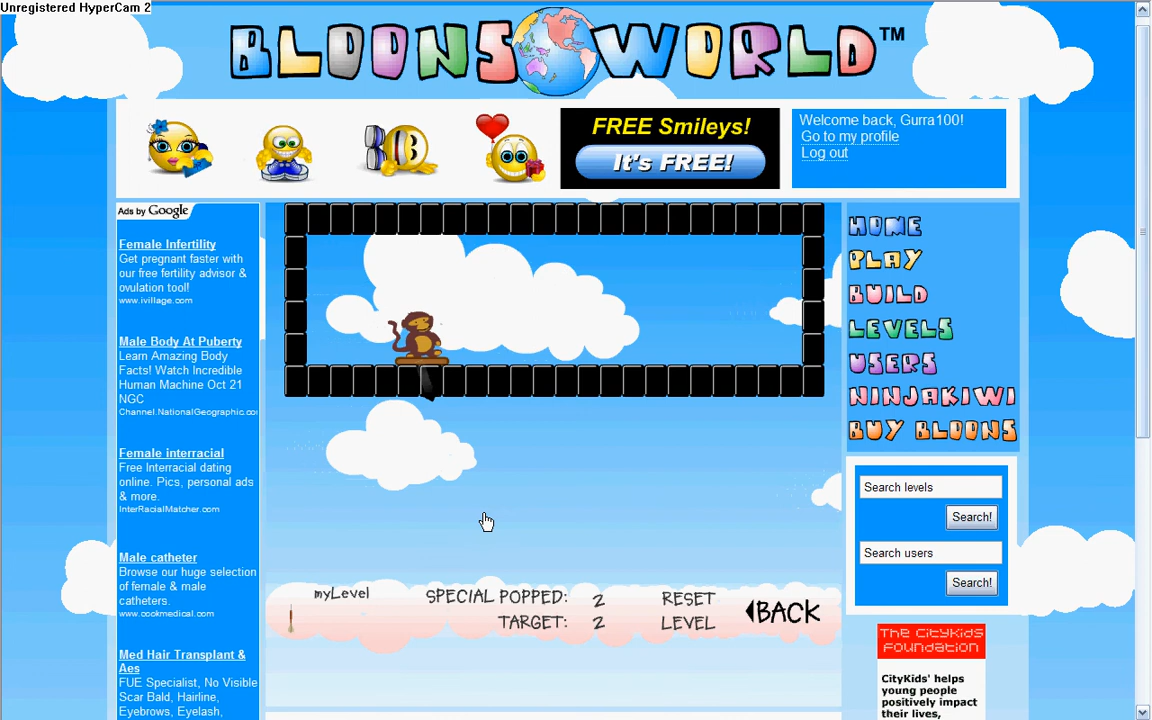 Unregistered HyperCam 2
BLOONS WORLD™
FREE Smileys!
It's FREE!
Welcome back, Gurra100!
Go to my profile
Log out
Ads by Google
Female Infertility
Get pregnant faster with
our free fertility advisor &
ovulation tool!
www.ivillage.com
Male Body At Puberty
Learn Amazing Body
Facts! Watch Incredible
Human Machine Oct 21
NGC
Channel.NationalGeographic.co
Female interracial
Free Interracial dating
online. Pics, personal ads
& more.
InterRacialMatcher.com
Male catheter
Browse our huge selection
of female & male
catheters.
www.cookmedical.com
Med Hair Transplant &
Aes
FUE Specialist, No Visible
Scar Bald, Hairline,
Eyebrows, Eyelash,
myLevel
SPECIAL POPPED: 2
TARGET: 2
RESET
LEVEL
BACK
HOME
PLAY
BUILD
LEVELS
USERS
NINJAKIWI
BUY BLOONS
Search levels
Search!
Search users
Search!
The CityKids
Foundation
CityKids' helps
young people
positively impact
their lives,